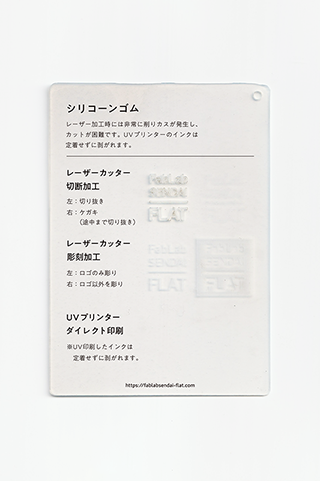 シリコーンゴム
レーザー加工時には非常に削りカスが発生し、
カットが困難です。UVプリンターのインクは
定着せずに剥がれます。
レーザーカッター
切断加工
左：切り抜き
右：ケガキ
（途中まで切り抜き）
FabLab
SENDAI
FLAT
レーザーカッター
彫刻加工
左：ロゴのみ彫り
右：ロゴ以外を彫り
FabLab
SENDAI
FLAT
FabLab
SENDAI
FLAT
UVプリンター
ダイレクト印刷
※UV印刷したインクは
定着せずに剥がれます。
https://fablabsendai-flat.com